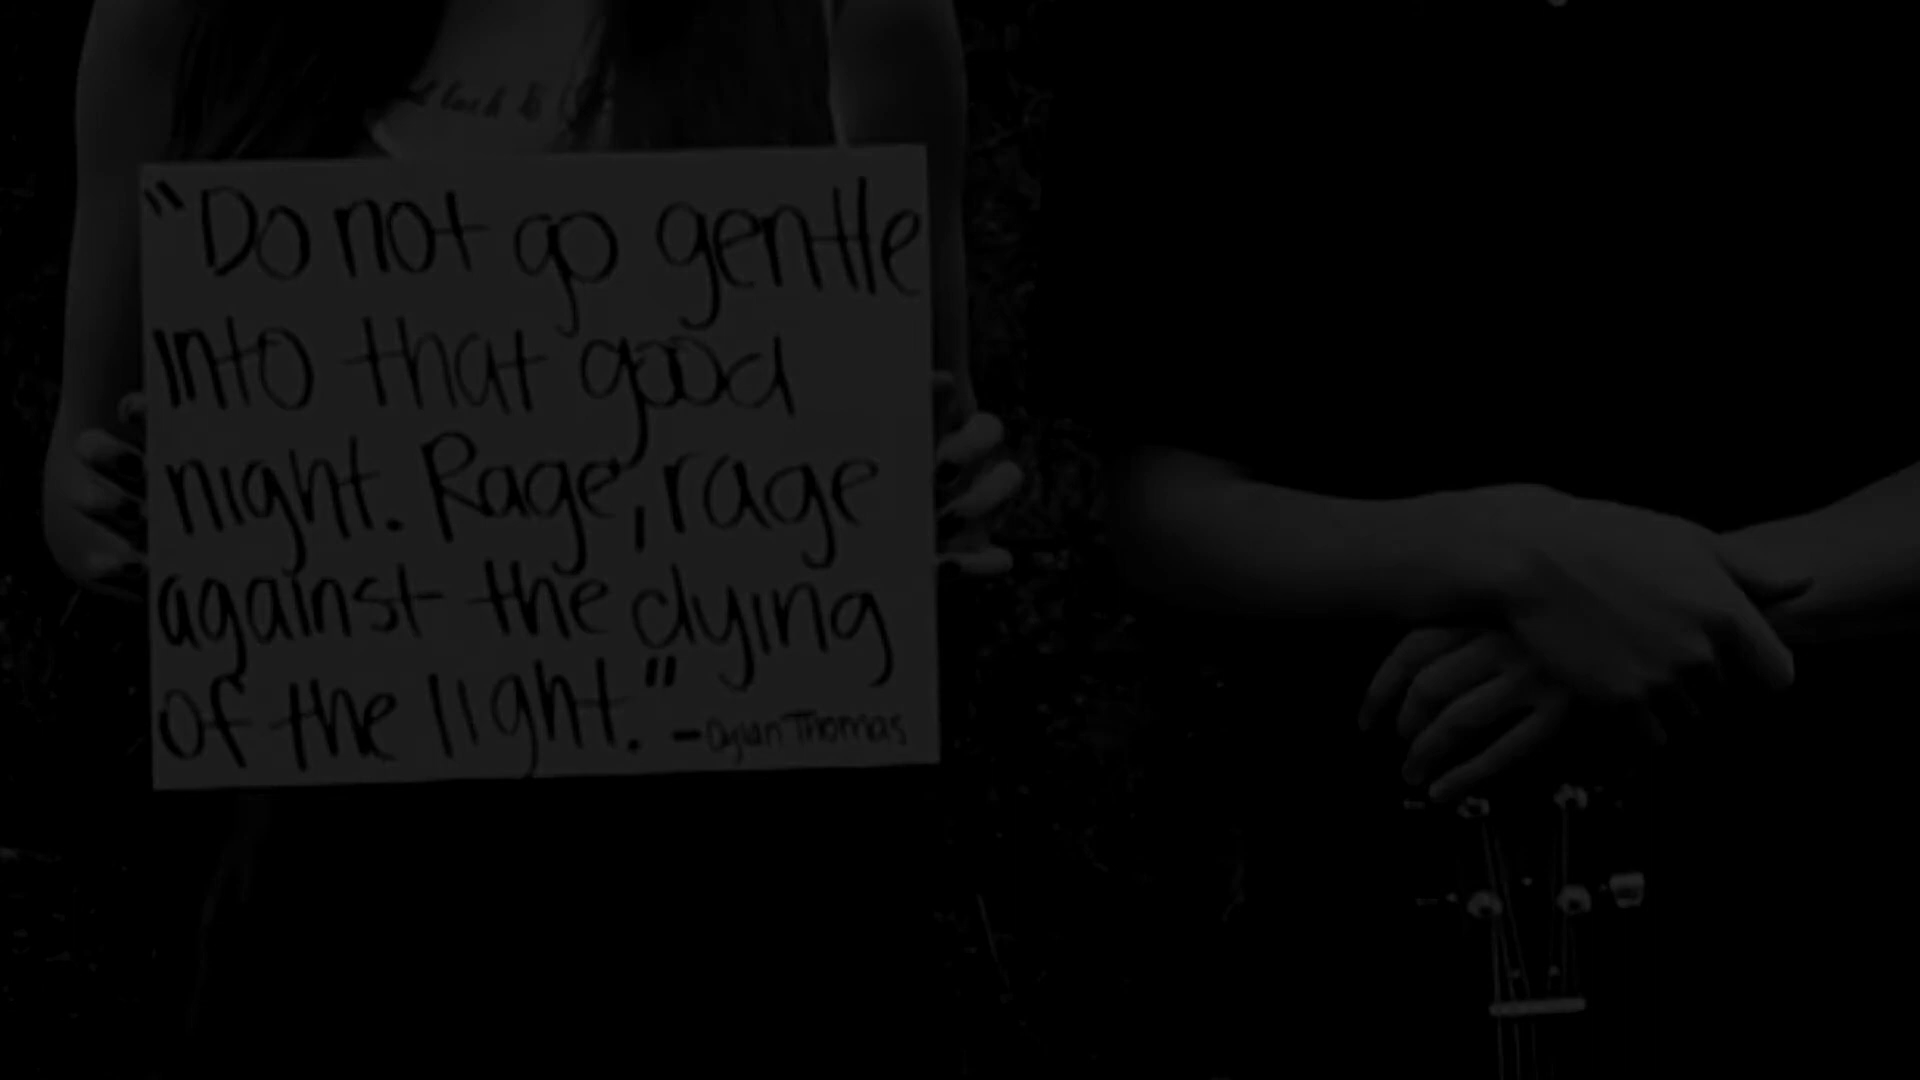 "Do not go gentle
into that good
night. Rage, rage
against the dying
of the light."
-Dylan Thomas